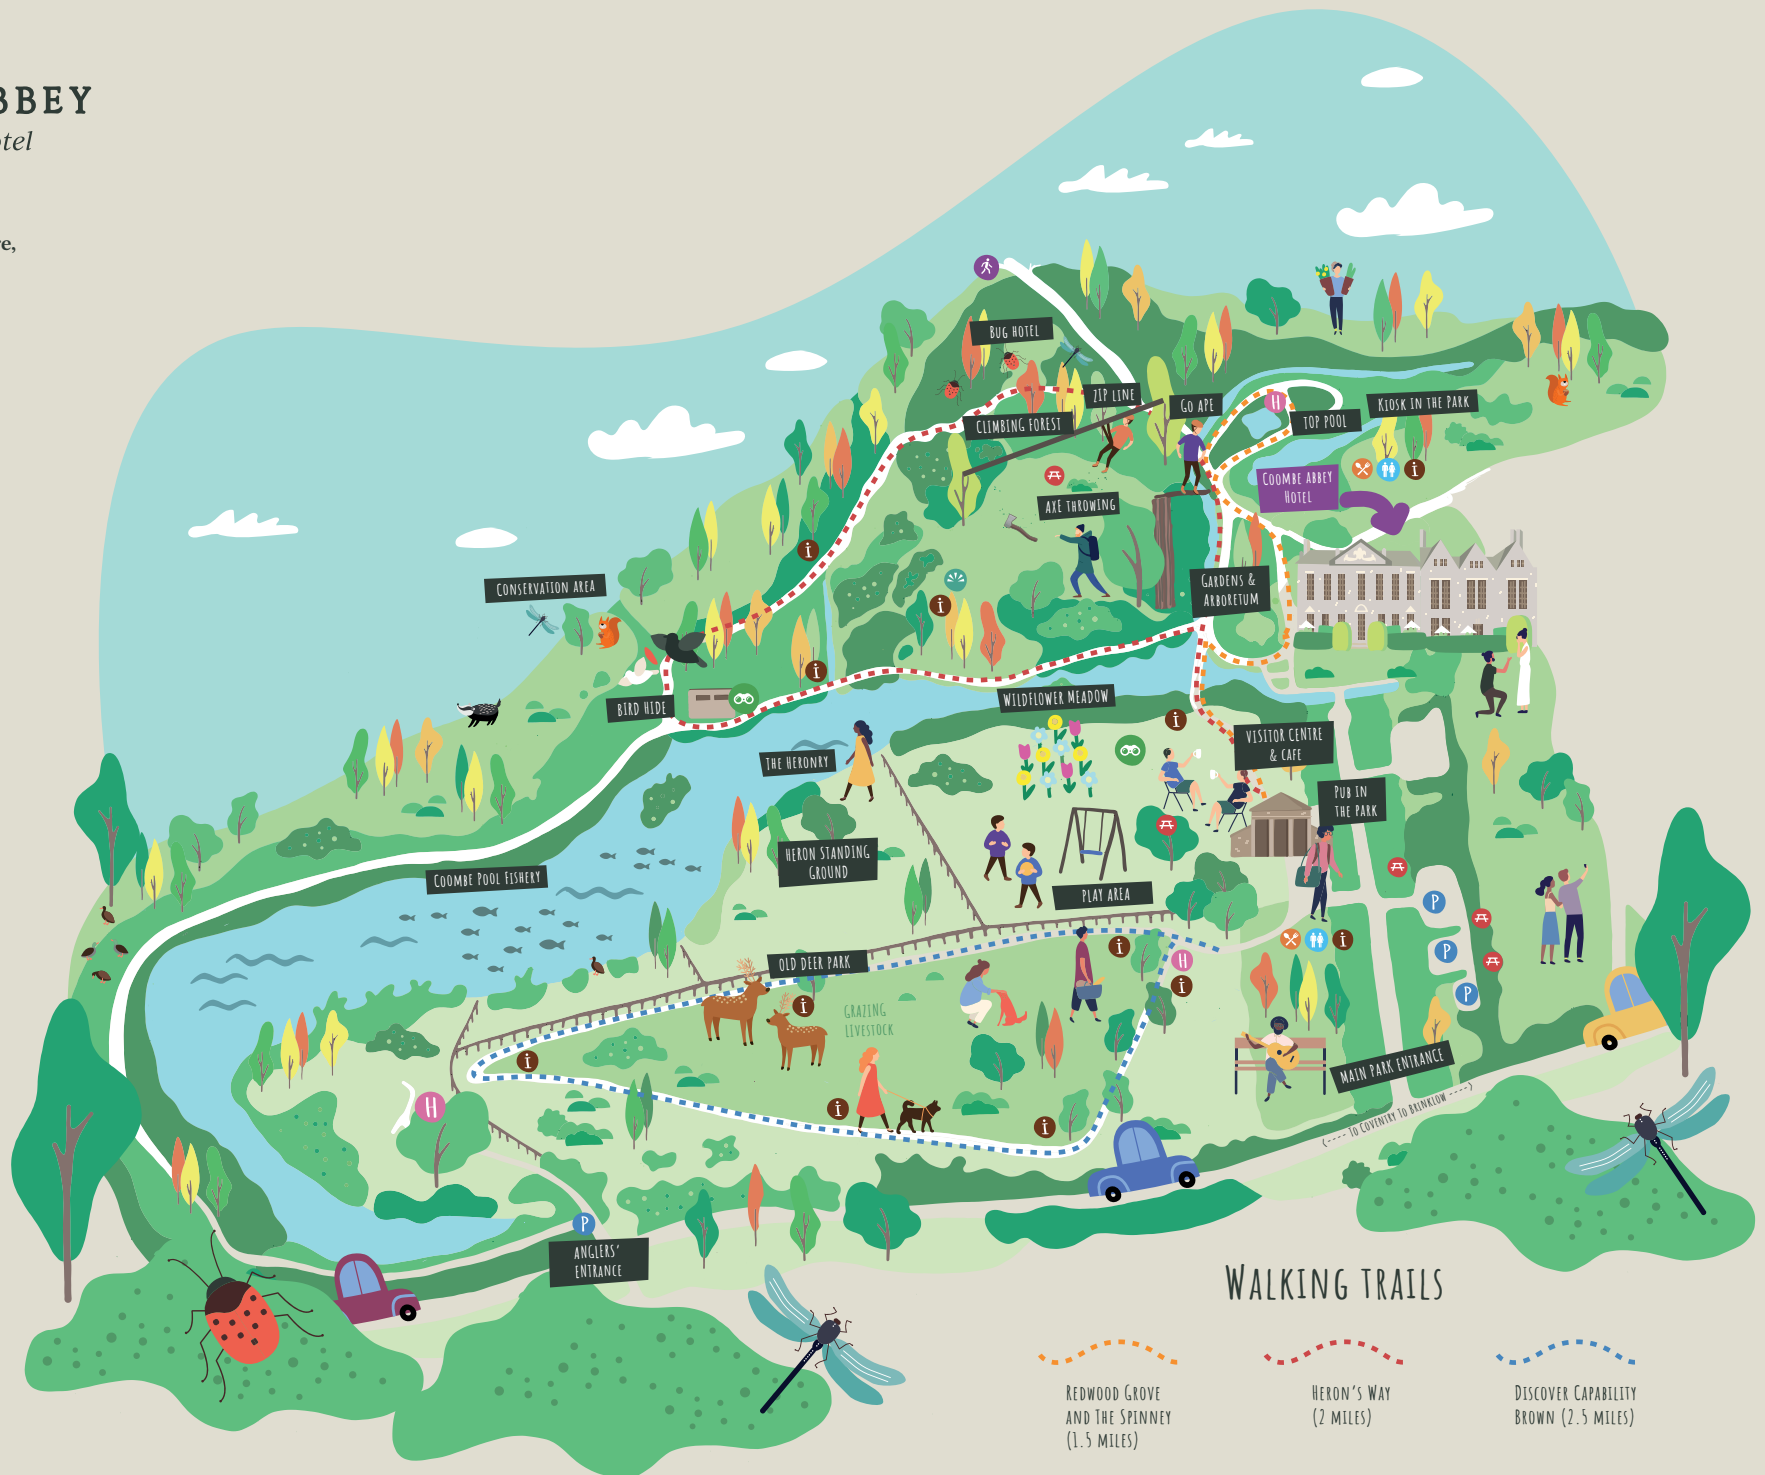 BBEY
otel
re,
BUG HOTEL
ZIP LINE
GO APE
KIOSK IN THE PARK
CLIMBING FOREST
TOP POOL
H
i
COOMBE ABBEY
HOTEL
AXE THROWING
i
CONSERVATION AREA
GARDENS &
ARBORETUM
i
i
BIRD HIDE
WILDFLOWER MEADOW
i
VISITOR CENTRE
& CAFE
THE HERONRY
PUB IN
THE PARK
HERON STANDING
GROUND
COOMBE POOL FISHERY
PLAY AREA
P
i
i
P
OLD DEER PARK
H
i
P
i
GRAZING
LIVESTOCK
i
MAIN PARK ENTRANCE
H
i
i
<---- TO COVENTRY TO BRINKLOW ---->
P
ANGLERS'
ENTRANCE
WALKING TRAILS
REDWOOD GROVE
AND THE SPINNEY
(1.5 MILES)
HERON'S WAY
(2 MILES)
DISCOVER CAPABILITY
BROWN (2.5 MILES)